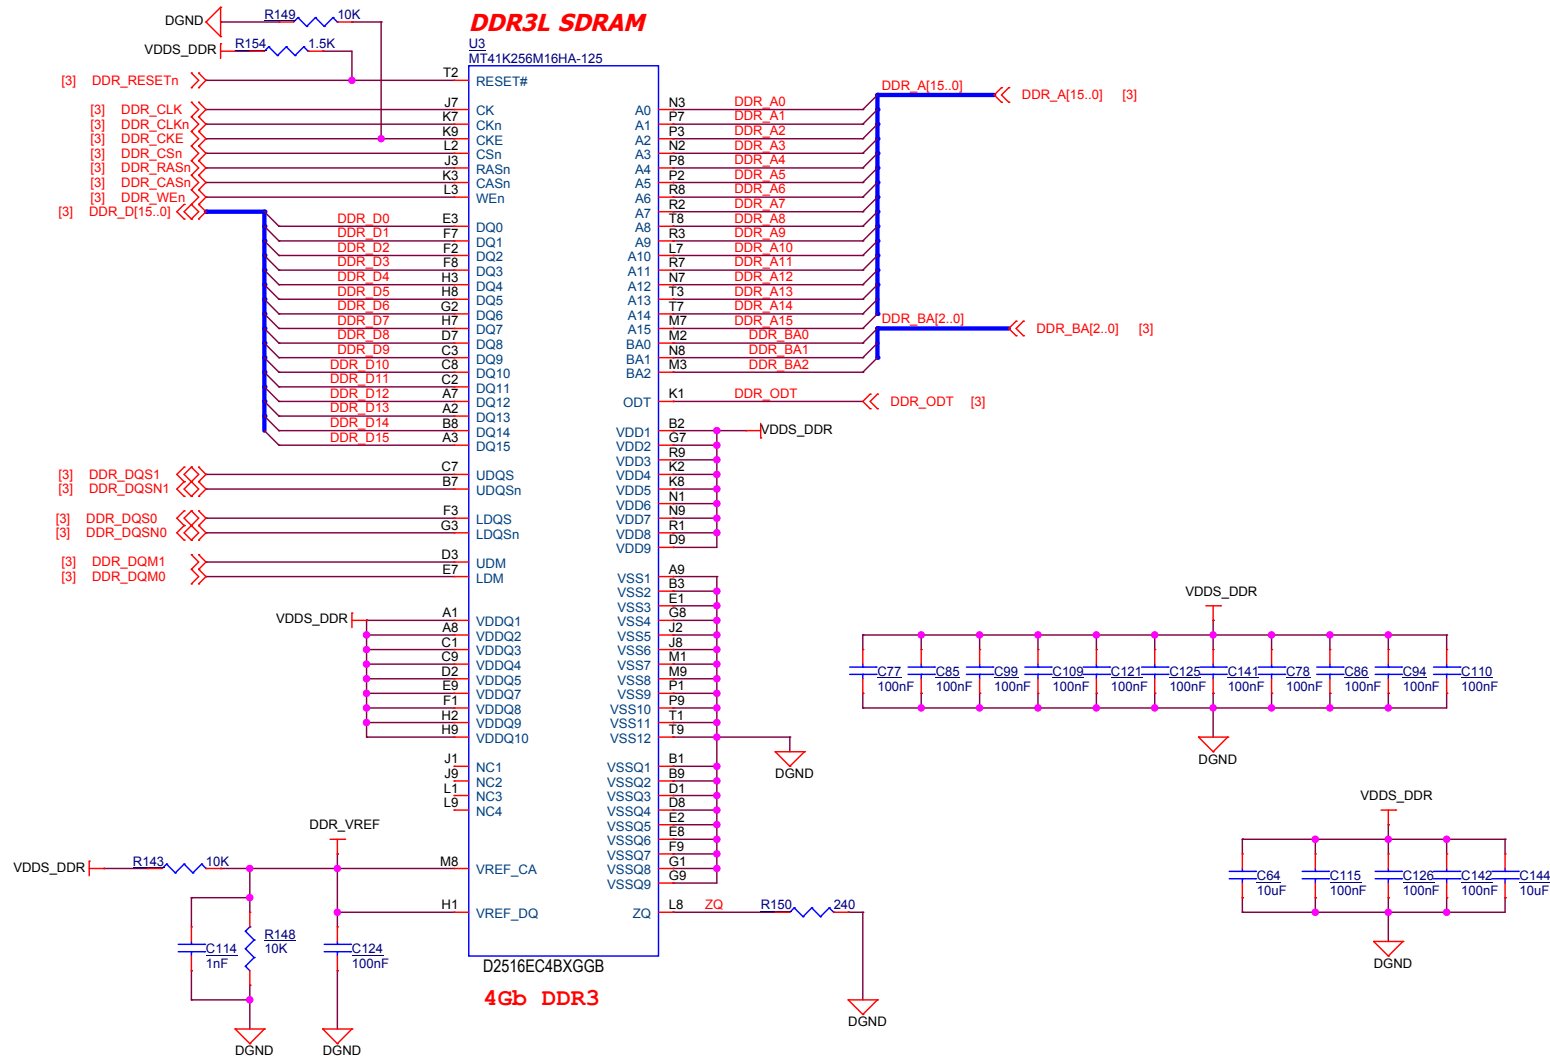 DDR3L SDRAM
DGND R149 10K
VDDS_DDR R154 1.5K
U3
MT41K256M16HA-125
[3] DDR_RESETn T2 RESET#
[3] DDR_CLK J7 CK
[3] DDR_CLKn K7 CKn
[3] DDR_CKE K9 CKE
[3] DDR_CSn L2 CSn
[3] DDR_RASn J3 RASn
[3] DDR_CASn K3 CASn
[3] DDR_WEn L3 WEn
[3] DDR_D[15..0]
DDR_D0 E3 DQ0
DDR_D1 F7 DQ1
DDR_D2 F2 DQ2
DDR_D3 F8 DQ3
DDR_D4 H3 DQ4
DDR_D5 H8 DQ5
DDR_D6 G2 DQ6
DDR_D7 H7 DQ7
DDR_D8 D7 DQ8
DDR_D9 C3 DQ9
DDR_D10 C8 DQ10
DDR_D11 C2 DQ11
DDR_D12 A7 DQ12
DDR_D13 A2 DQ13
DDR_D14 B8 DQ14
DDR_D15 A3 DQ15
[3] DDR_DQS1 C7 UDQS
[3] DDR_DQSN1 B7 UDQSn
[3] DDR_DQS0 F3 LDQS
[3] DDR_DQSN0 G3 LDQSn
[3] DDR_DQM1 D3 UDM
[3] DDR_DQM0 E7 LDM
VDDS_DDR A1 VDDQ1
A8 VDDQ2
C1 VDDQ3
C9 VDDQ4
D2 VDDQ5
E9 VDDQ7
F1 VDDQ8
H2 VDDQ9
H9 VDDQ10
J1 NC1
J9 NC2
L1 NC3
L9 NC4
DDR_VREF
VDDS_DDR R143 10K M8 VREF_CA
H1 VREF_DQ
C114 1nF
R148 10K
C124 100nF
DGND DGND
A0 N3 DDR_A0
A1 P7 DDR_A1
A2 P3 DDR_A2
A3 N2 DDR_A3
A4 P8 DDR_A4
A5 P2 DDR_A5
A6 R8 DDR_A6
A7 R2 DDR_A7
A8 T8 DDR_A8
A9 R3 DDR_A9
A10 L7 DDR_A10
A11 R7 DDR_A11
A12 N7 DDR_A12
A13 T3 DDR_A13
A14 T7 DDR_A14
A15 M7 DDR_A15
DDR_A[15..0] DDR_A[15..0] [3]
BA0 M2 DDR_BA0
BA1 N8 DDR_BA1
BA2 M3 DDR_BA2
DDR_BA[2..0] DDR_BA[2..0] [3]
ODT K1 DDR_ODT DDR_ODT [3]
VDD1 B2 VDDS_DDR
VDD2 G7
VDD3 R9
VDD4 K2
VDD5 K8
VDD6 N1
VDD7 N9
VDD8 R1
VDD9 D9
VSS1 A9
VSS2 B3
VSS3 E1
VSS4 G8
VSS5 J2
VSS6 J8
VSS7 M1
VSS8 M9
VSS9 P1
VSS10 P9
VSS11 T1
VSS12 T9
DGND
VSSQ1 B1
VSSQ2 B9
VSSQ3 D1
VSSQ4 D8
VSSQ5 E2
VSSQ6 E8
VSSQ7 F9
VSSQ8 G1
VSSQ9 G9
ZQ L8 ZQ R150 240
DGND
D2516EC4BXGGB
4Gb DDR3
VDDS_DDR
C77 C85 C99 C109 C121 C125 C141 C78 C86 C94 C110
100nF 100nF 100nF 100nF 100nF 100nF 100nF 100nF 100nF 100nF 100nF
DGND
VDDS_DDR
C64 C115 C126 C142 C144
10uF 100nF 100nF 100nF 10uF
DGND